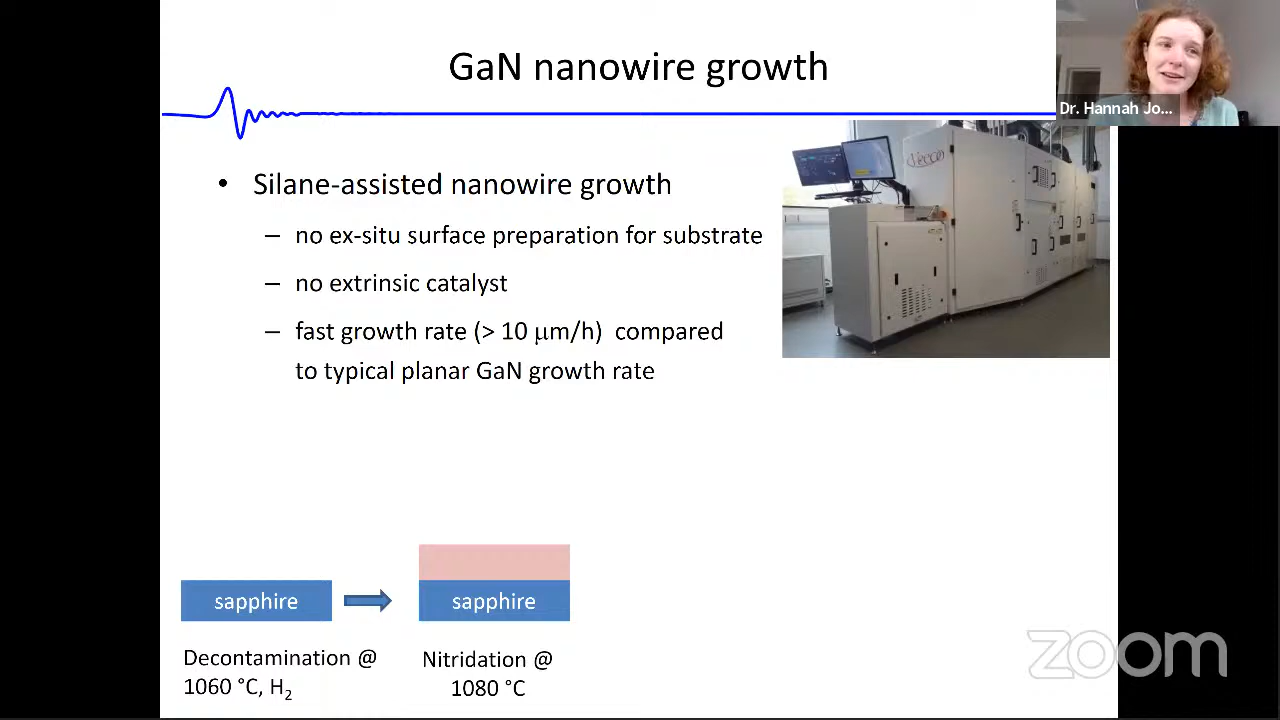 GaN nanowire growth
Dr. Hannah Jo...
• Silane-assisted nanowire growth
– no ex-situ surface preparation for substrate
– no extrinsic catalyst
– fast growth rate (> 10 μm/h) compared
to typical planar GaN growth rate
Veeco
sapphire
sapphire
Decontamination @
1060 °C, H₂
Nitridation @
1080 °C
zoom